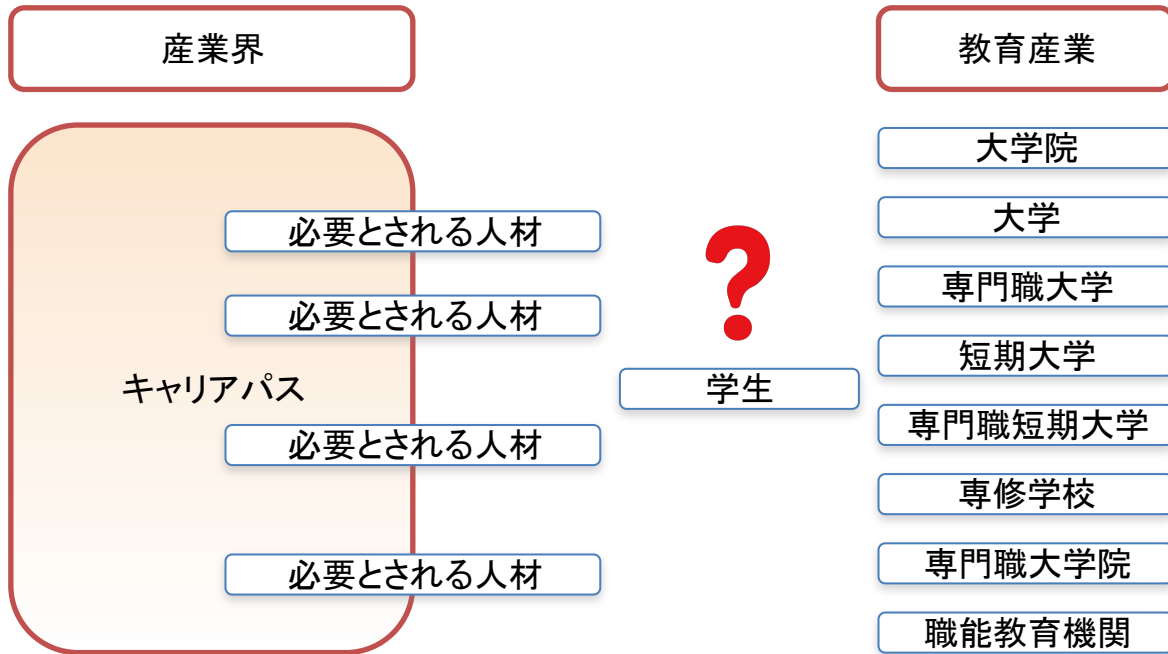 産業界
教育産業
大学院
必要とされる人材
大学
専門職大学
必要とされる人材
?
短期大学
キャリアパス
学生
専門職短期大学
必要とされる人材
専修学校
専門職大学院
必要とされる人材
職能教育機関